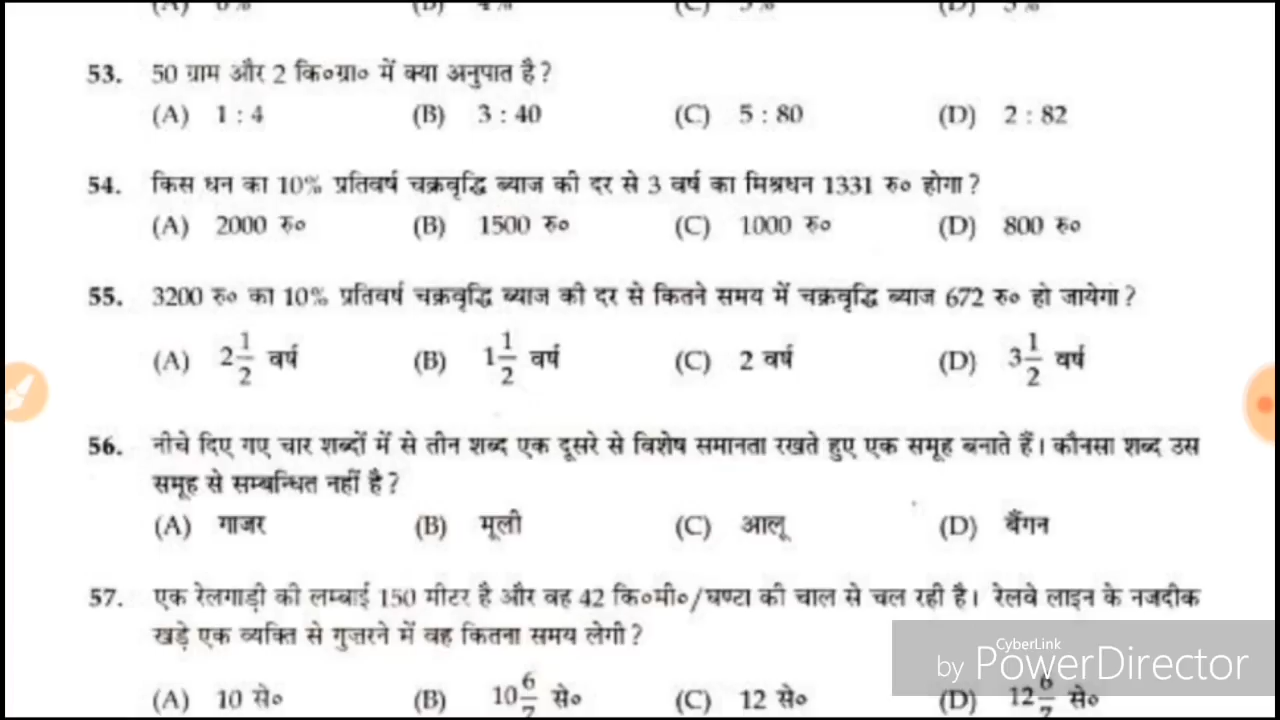 53. 50 ग्राम और 2 कि०ग्रा० में क्या अनुपात है?
(A) 1 : 4 (B) 3 : 40 (C) 5 : 80 (D) 2 : 82
54. किस धन का 10% प्रतिवर्ष चक्रवृद्धि ब्याज की दर से 3 वर्ष का मिश्रधन 1331 रु० होगा?
(A) 2000 रु० (B) 1500 रु० (C) 1000 रु० (D) 800 रु०
55. 3200 रु० का 10% प्रतिवर्ष चक्रवृद्धि ब्याज की दर से कितने समय में चक्रवृद्धि ब्याज 672 रु० हो जायेगा?
(A) 2 1/2 वर्ष (B) 1 1/2 वर्ष (C) 2 वर्ष (D) 3 1/2 वर्ष
56. नीचे दिए गए चार शब्दों में से तीन शब्द एक दूसरे से विशेष समानता रखते हुए एक समूह बनाते हैं। कौनसा शब्द उस
समूह से सम्बन्धित नहीं है?
(A) गाजर (B) मूली (C) आलू (D) बैंगन
57. एक रेलगाड़ी की लम्बाई 150 मीटर है और वह 42 कि०मी०/घण्टा की चाल से चल रही है। रेलवे लाइन के नजदीक
खड़े एक व्यक्ति से गुजरने में वह कितना समय लेगी?
CyberLink
by PowerDirector
(A) 10 से० (B) 10 6/7 से० (C) 12 से० (D) 12 6/7 से०